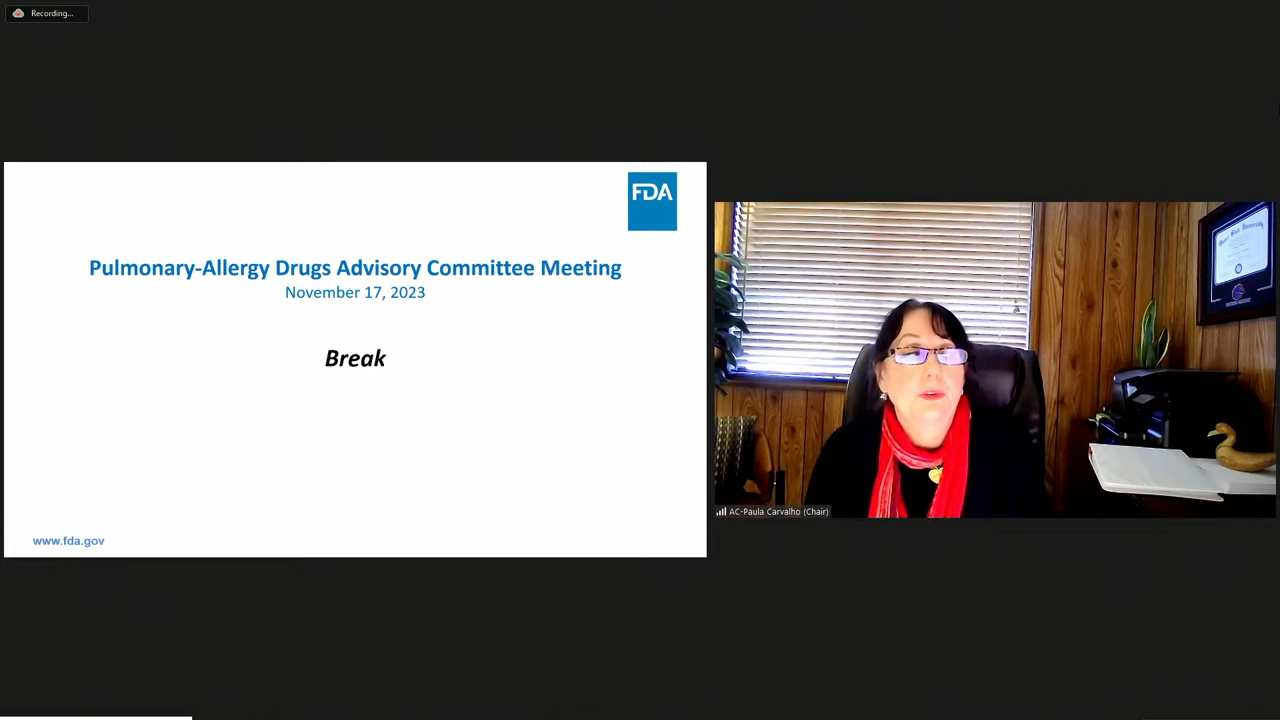 Recording...
FDA
Pulmonary-Allergy Drugs Advisory Committee Meeting
November 17, 2023
Break
www.fda.gov
AC-Paula Carvalho (Chair)